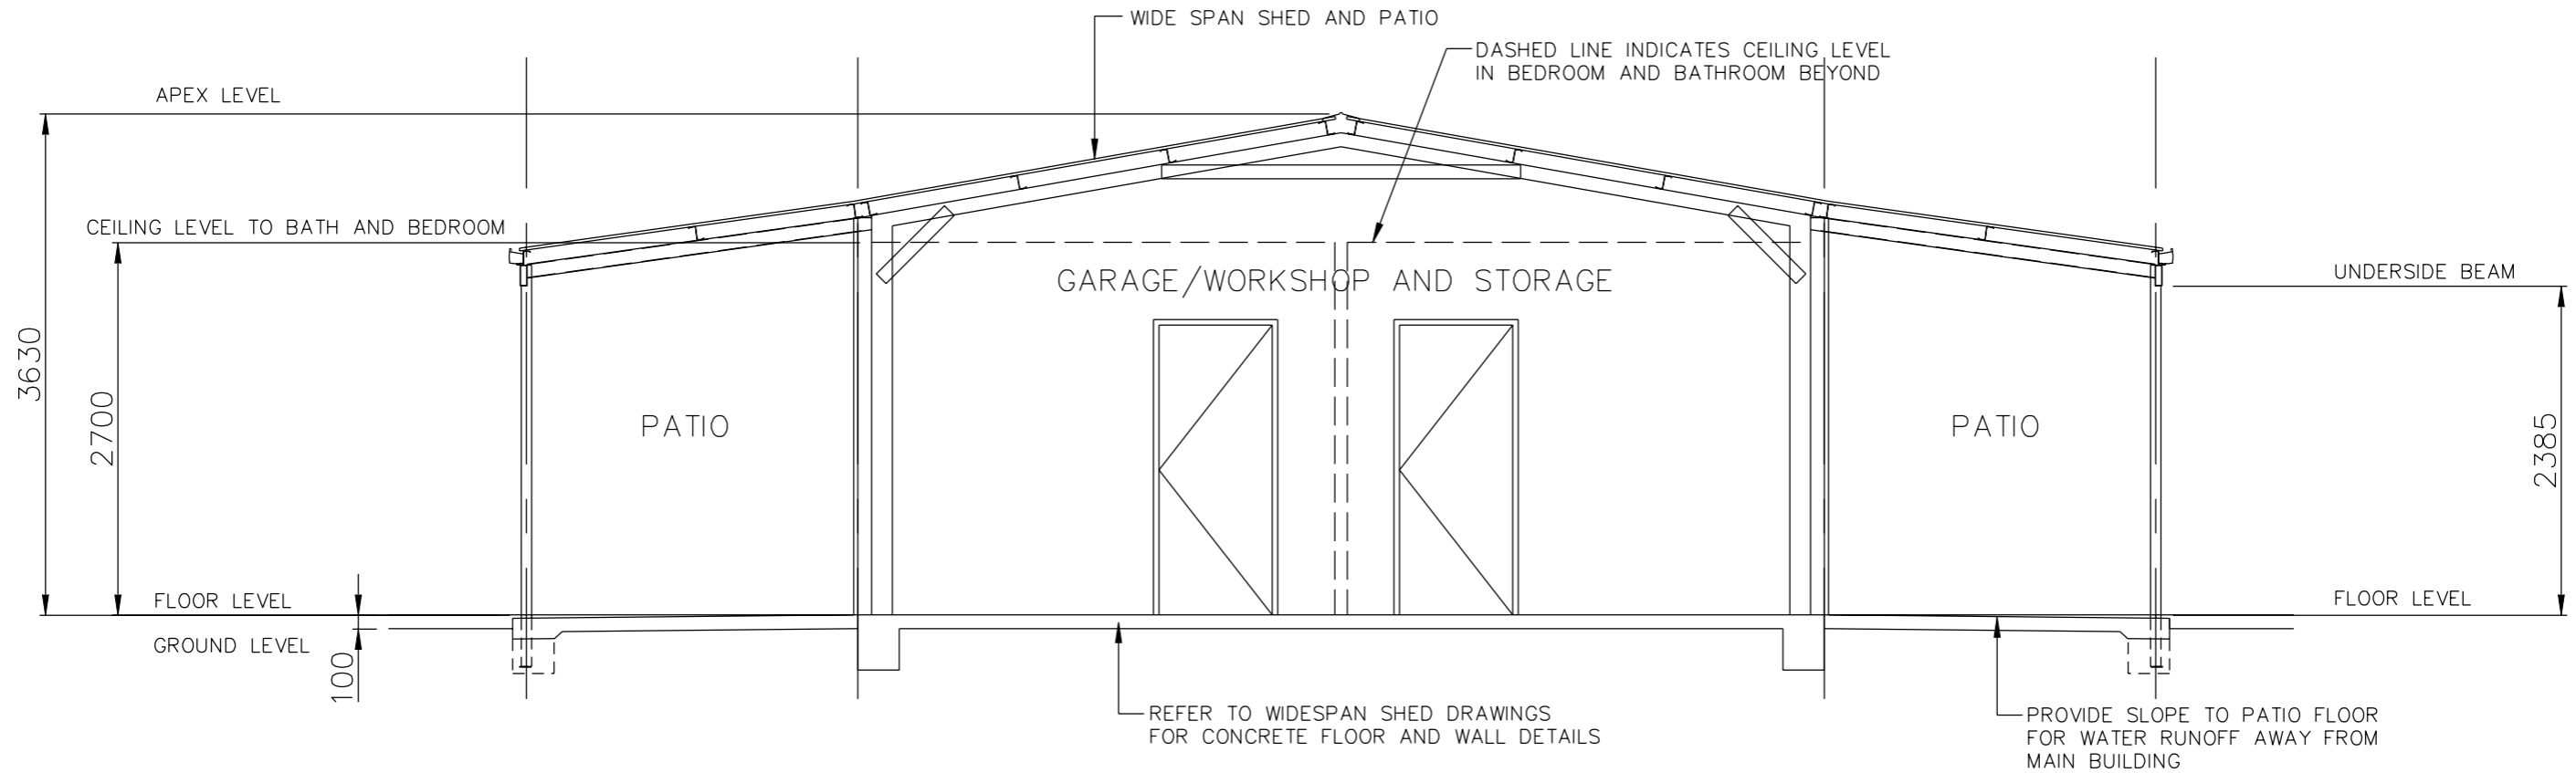 WIDE SPAN SHED AND PATIO
DASHED LINE INDICATES CEILING LEVEL
IN BEDROOM AND BATHROOM BEYOND
APEX LEVEL
CEILING LEVEL TO BATH AND BEDROOM
GARAGE/WORKSHOP AND STORAGE
UNDERSIDE BEAM
3630
2700
PATIO
PATIO
2385
FLOOR LEVEL
FLOOR LEVEL
GROUND LEVEL
100
REFER TO WIDESPAN SHED DRAWINGS
FOR CONCRETE FLOOR AND WALL DETAILS
PROVIDE SLOPE TO PATIO FLOOR
FOR WATER RUNOFF AWAY FROM
MAIN BUILDING